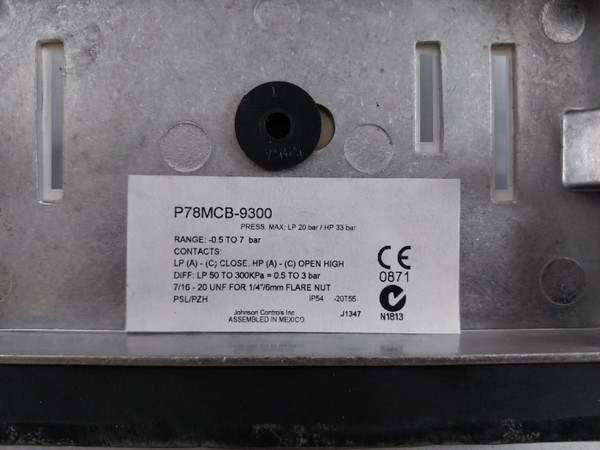 P78MCB-9300
PRESS. MAX: LP 20 bar / HP 33 bar
RANGE: -0.5 TO 7 bar
CONTACTS:
LP (A) - (C) CLOSE, HP (A) - (C) OPEN HIGH
DIFF: LP 50 TO 300KPa = 0.5 TO 3 bar
7/16 - 20 UNF FOR 1/4"/6mm FLARE NUT
PSL/PZH IP54 -20T55
Johnson Controls Inc.
ASSEMBLED IN MEXICO J1347
CE
0871
N1813